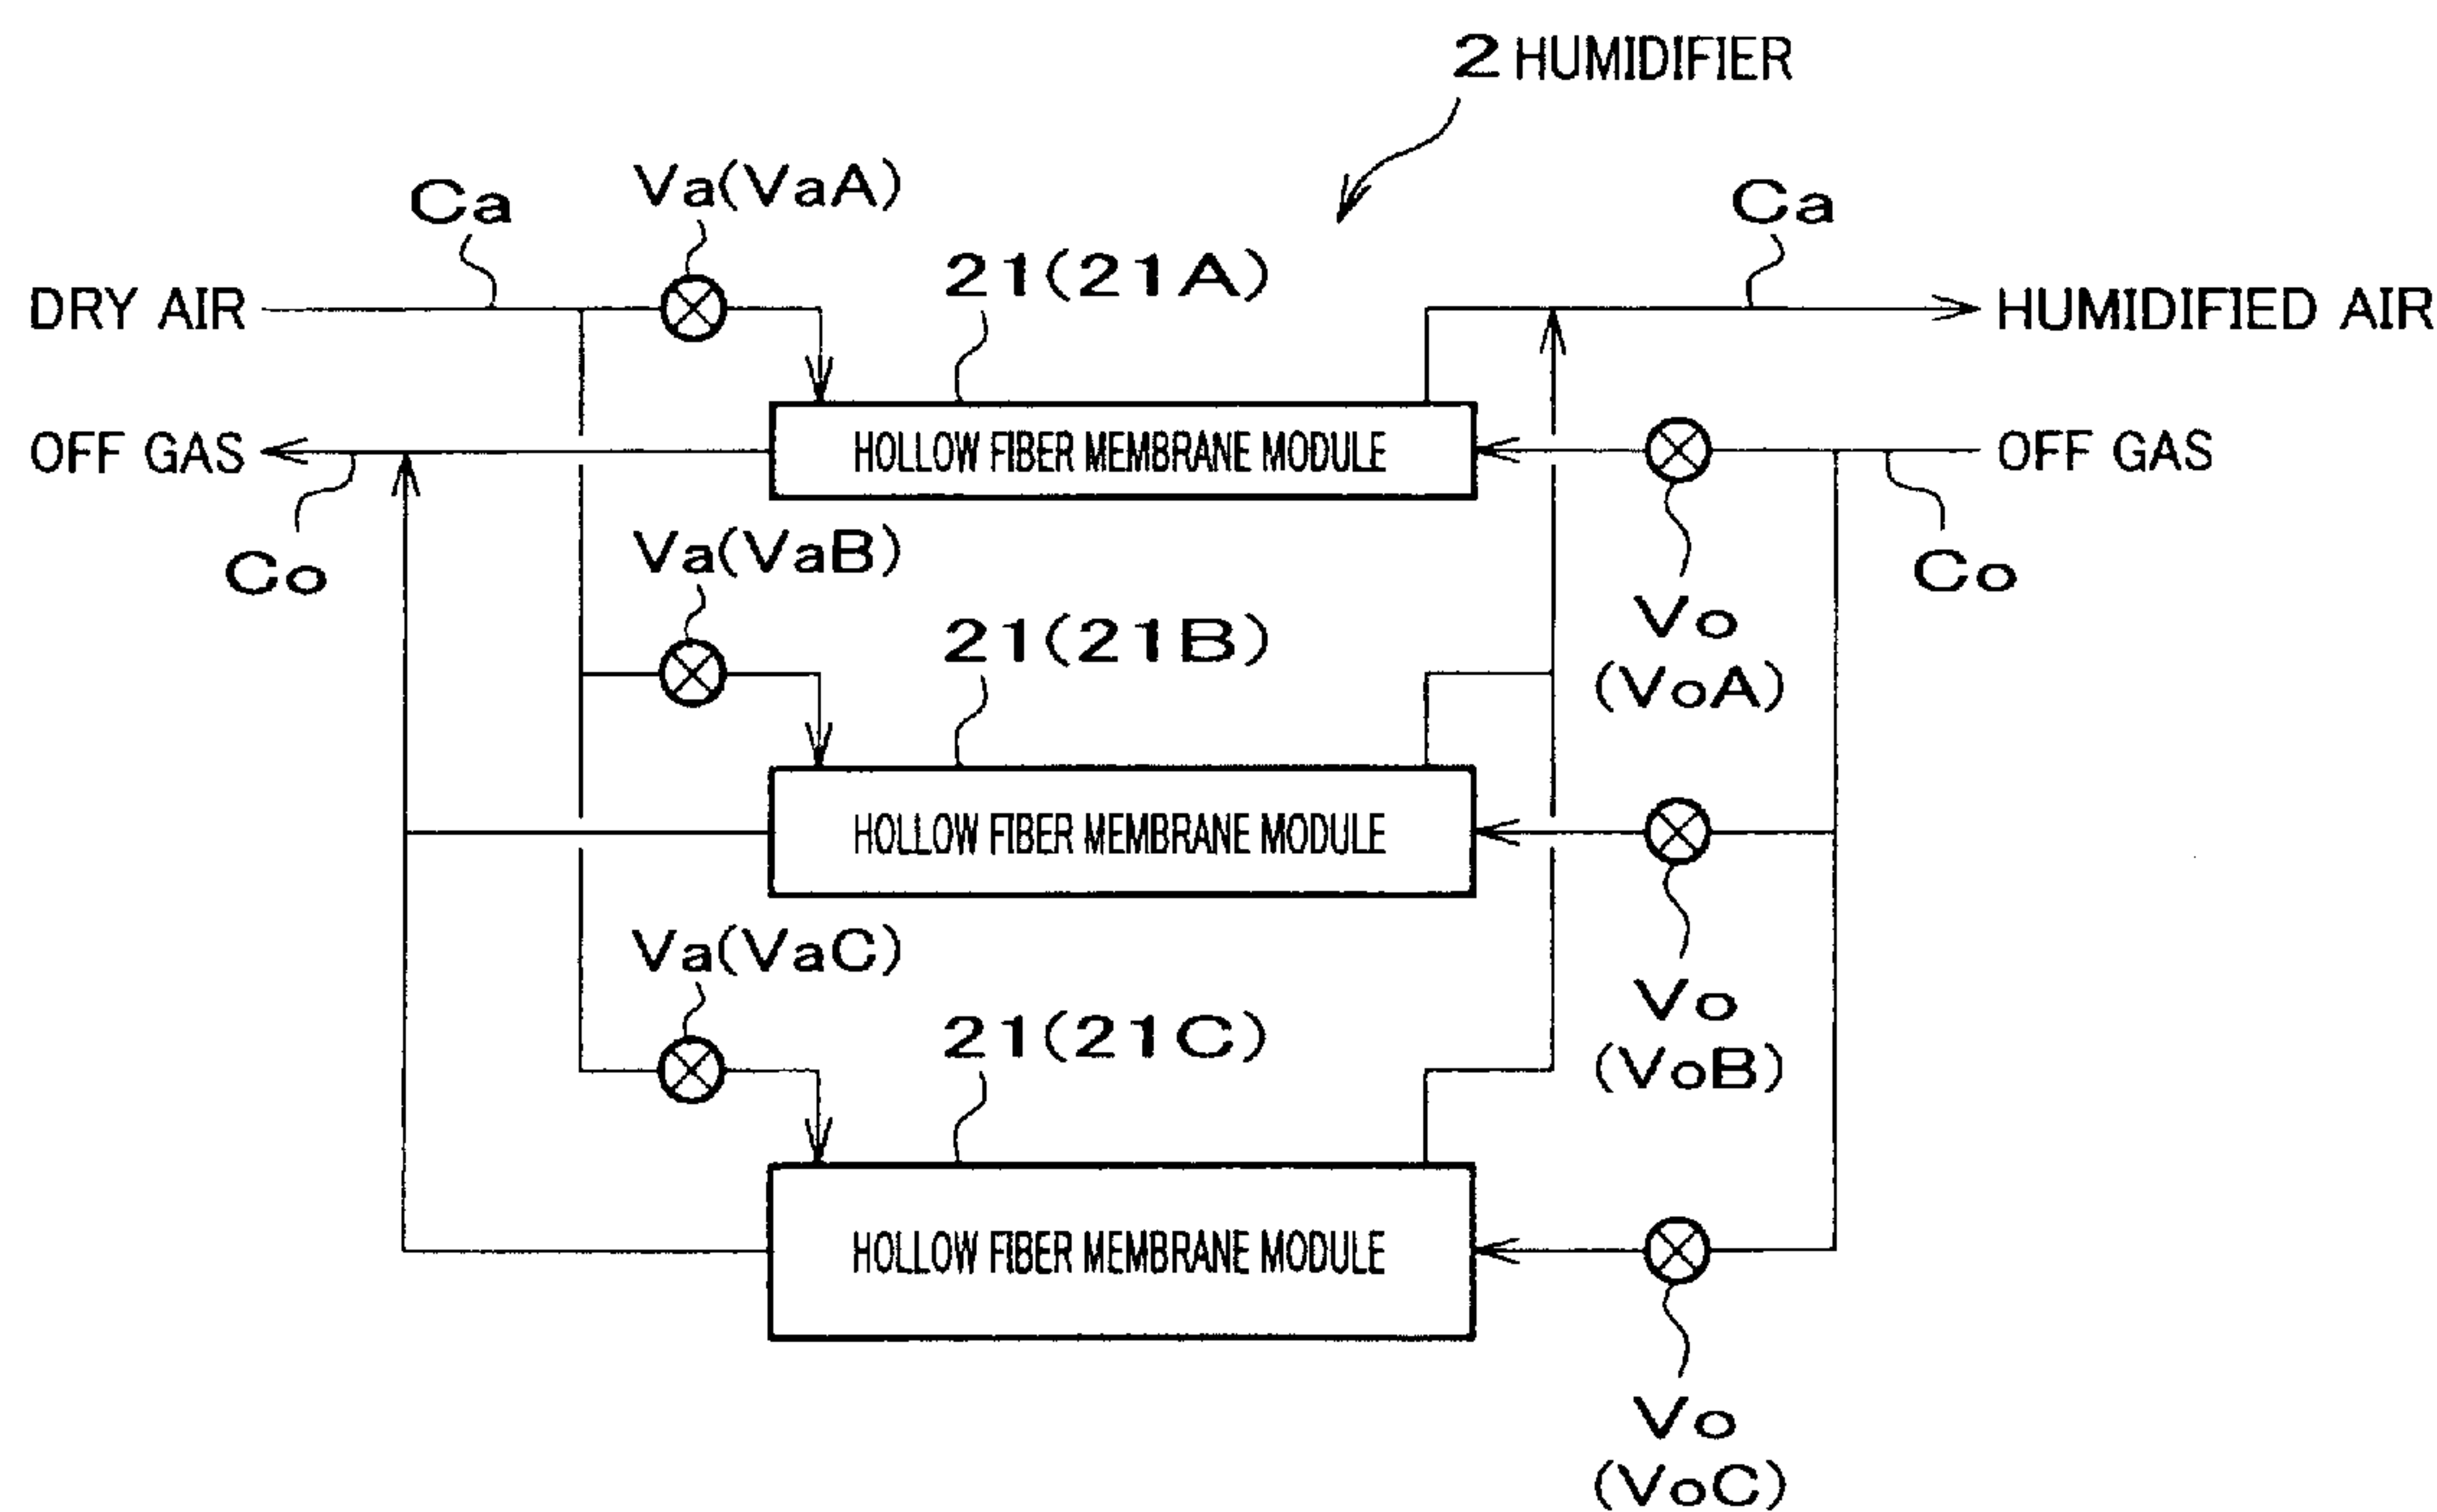 2 HUMIDIFIER
Va(VaA)
Ca
Ca
21(21A)
DRY AIR
HUMIDIFIED AIR
OFF GAS
HOLLOW FIBER MEMBRANE MODULE
OFF GAS
Va(VaB)
Co
Co
Vo
(VoA)
21(21B)
HOLLOW FIBER MEMBRANE MODULE
Va(VaC)
Vo
(VoB)
21(21C)
HOLLOW FIBER MEMBRANE MODULE
Vo
(VoC)